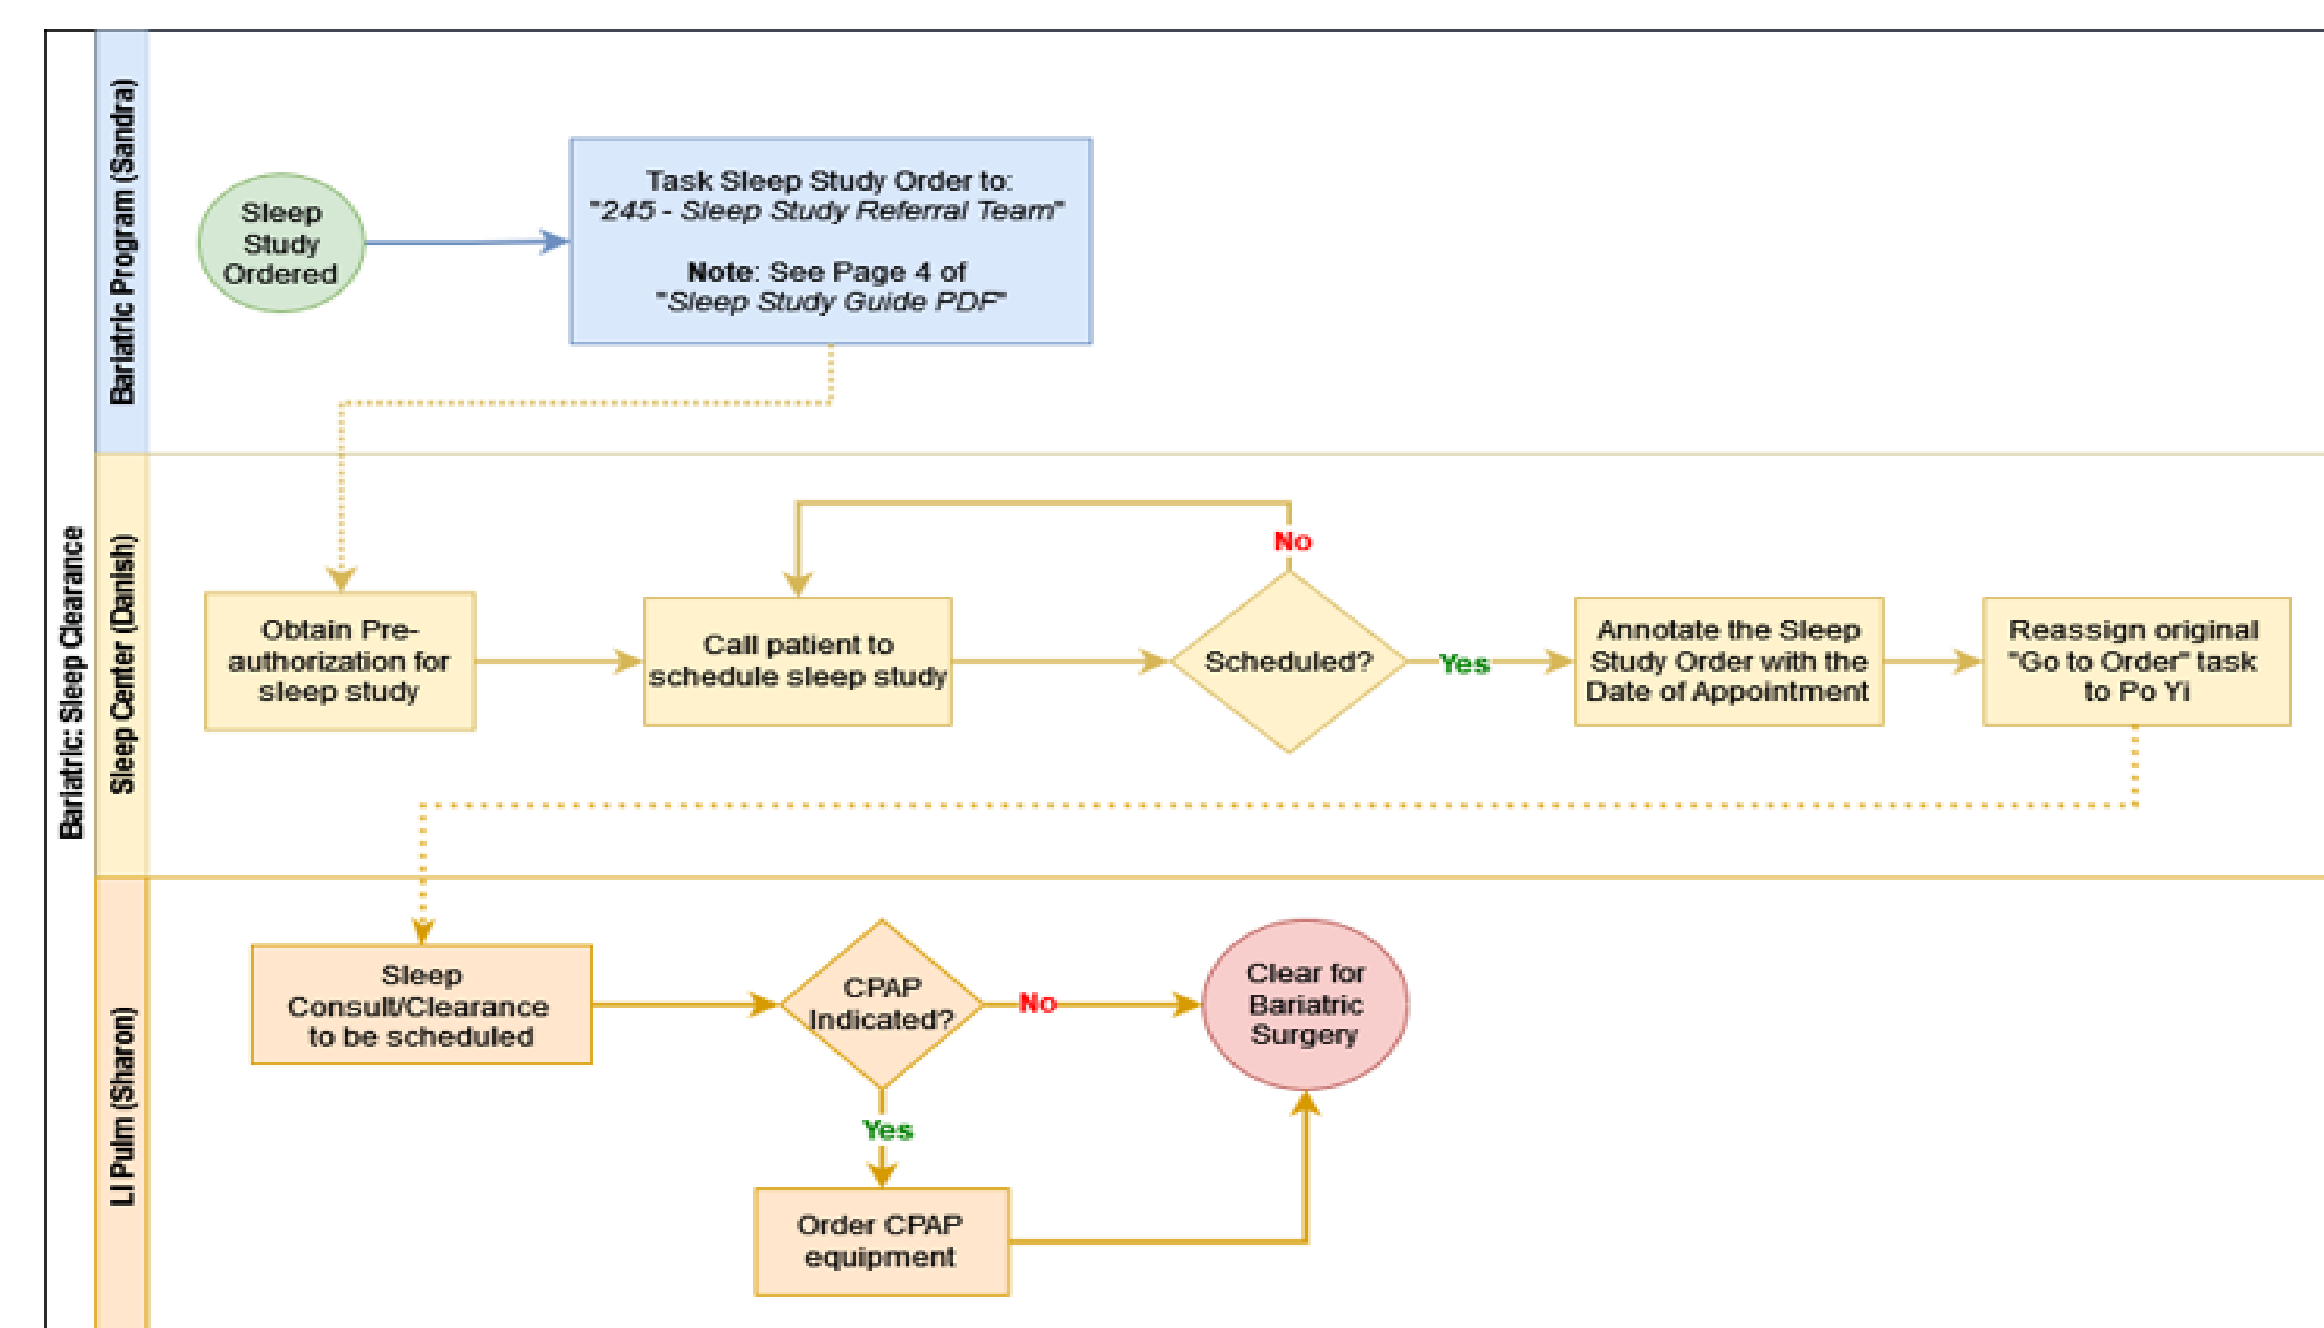 Bariatric: Sleep Clearance
Bariatric Program (Sandra)
Sleep
Study
Ordered
Task Sleep Study Order to:
"245 - Sleep Study Referral Team"
Note: See Page 4 of
"Sleep Study Guide PDF"
Sleep Center (Danish)
Obtain Pre-
authorization for
sleep study
Call patient to
schedule sleep study
Scheduled?
No
Yes
Annotate the Sleep
Study Order with the
Date of Appointment
Reassign original
"Go to Order" task
to Po Yi
LI Pulm (Sharon)
Sleep
Consult/Clearance
to be scheduled
CPAP
Indicated?
No
Yes
Clear for
Bariatric
Surgery
Order CPAP
equipment